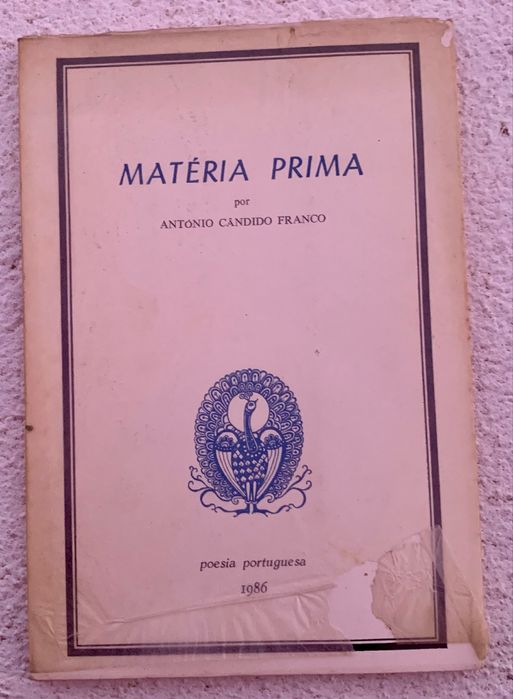 MATÉRIA PRIMA
por
ANTÓNIO CÂNDIDO FRANCO
poesia portuguesa
1986